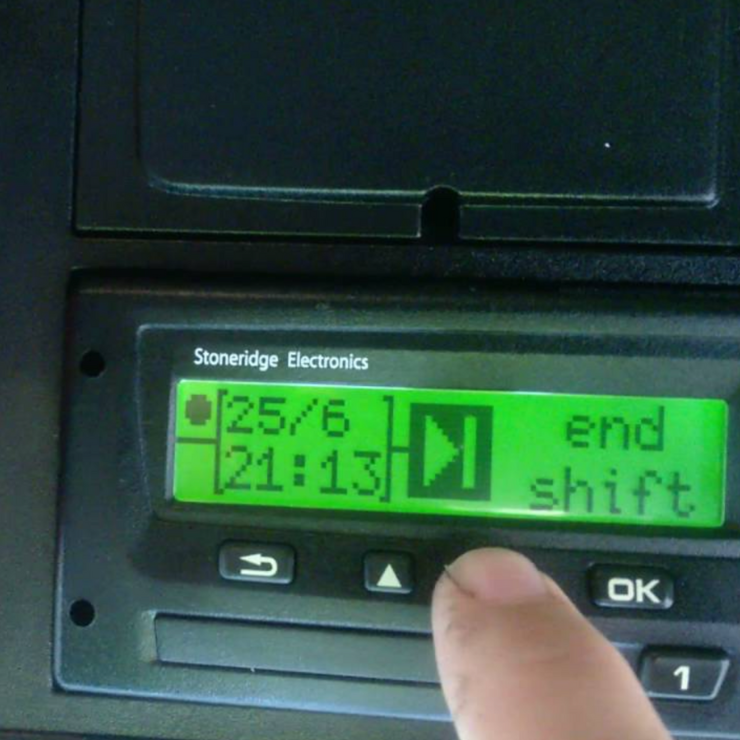 Stoneridge Electronics
25/6 end
21:13 shift
OK
1